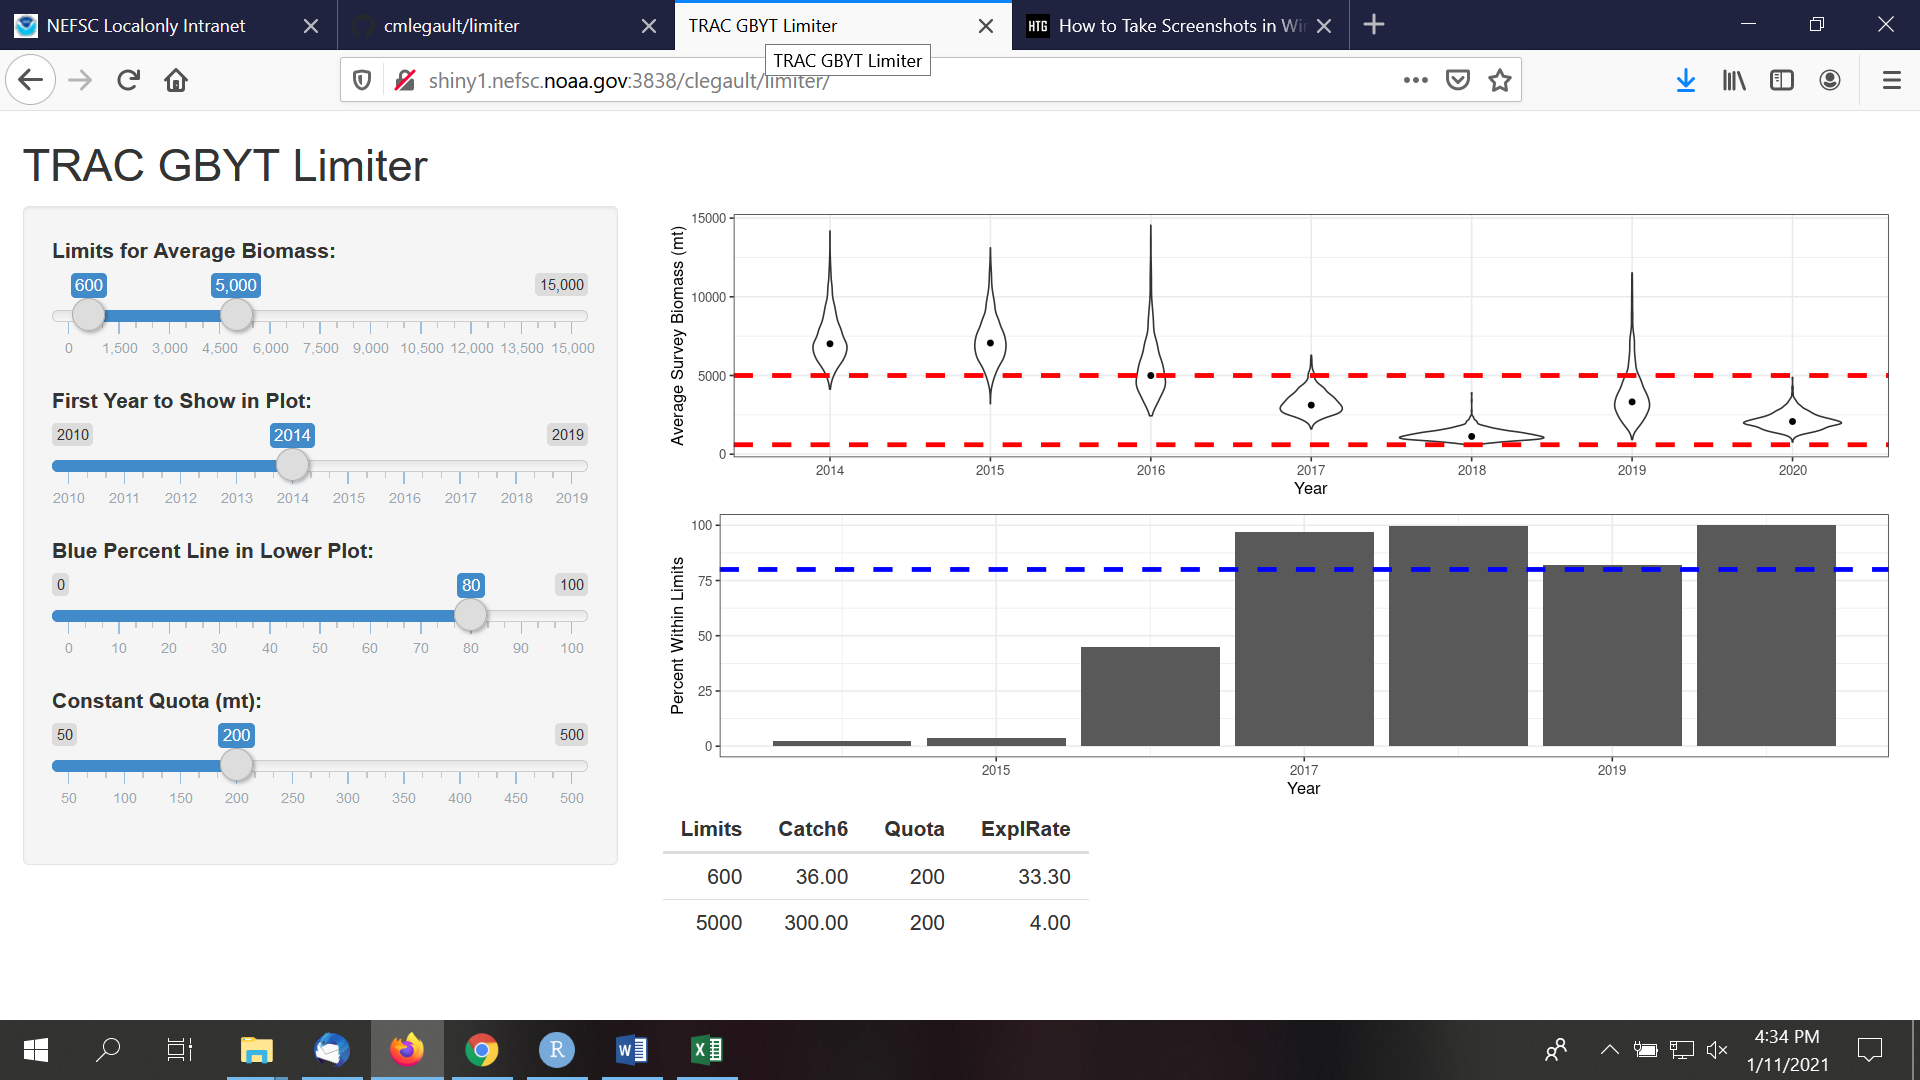 NEFSC Localonly Intranet
cmlegault/limiter
TRAC GBYT Limiter
HTG How to Take Screenshots in Wi
TRAC GBYT Limiter
shiny1.nefsc.noaa.gov:3838/clegault/limiter/
TRAC GBYT Limiter
Limits for Average Biomass:
600 5,000 15,000
0 1,500 3,000 4,500 6,000 7,500 9,000 10,500 12,000 13,500 15,000
First Year to Show in Plot:
2010 2014 2019
2010 2011 2012 2013 2014 2015 2016 2017 2018 2019
Blue Percent Line in Lower Plot:
0 80 100
0 10 20 30 40 50 60 70 80 90 100
Constant Quota (mt):
50 200 500
50 100 150 200 250 300 350 400 450 500
Average Survey Biomass (mt)
15000
10000
5000
0
2014 2015 2016 2017 2018 2019 2020
Year
Percent Within Limits
100
75
50
25
0
2015 2017 2019
Year
Limits Catch6 Quota ExplRate
600 36.00 200 33.30
5000 300.00 200 4.00
R
W
X
4:34 PM
1/11/2021